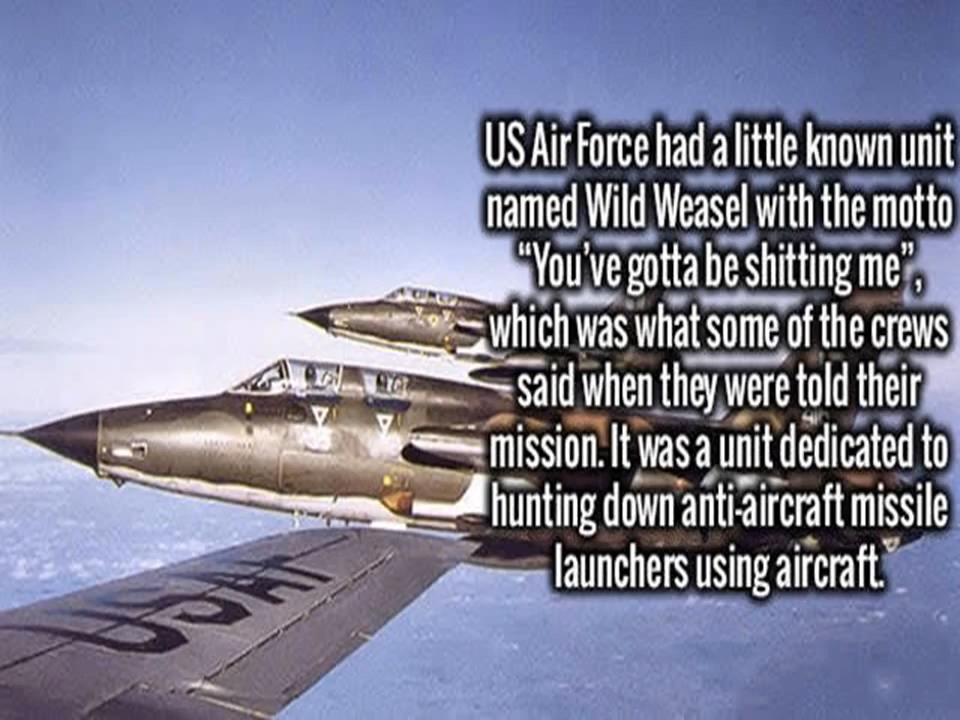 US Air Force had a little known unit
named Wild Weasel with the motto
“You’ve gotta be shitting me”,
which was what some of the crews
said when they were told their
mission. It was a unit dedicated to
hunting down anti-aircraft missile
launchers using aircraft.
USAF